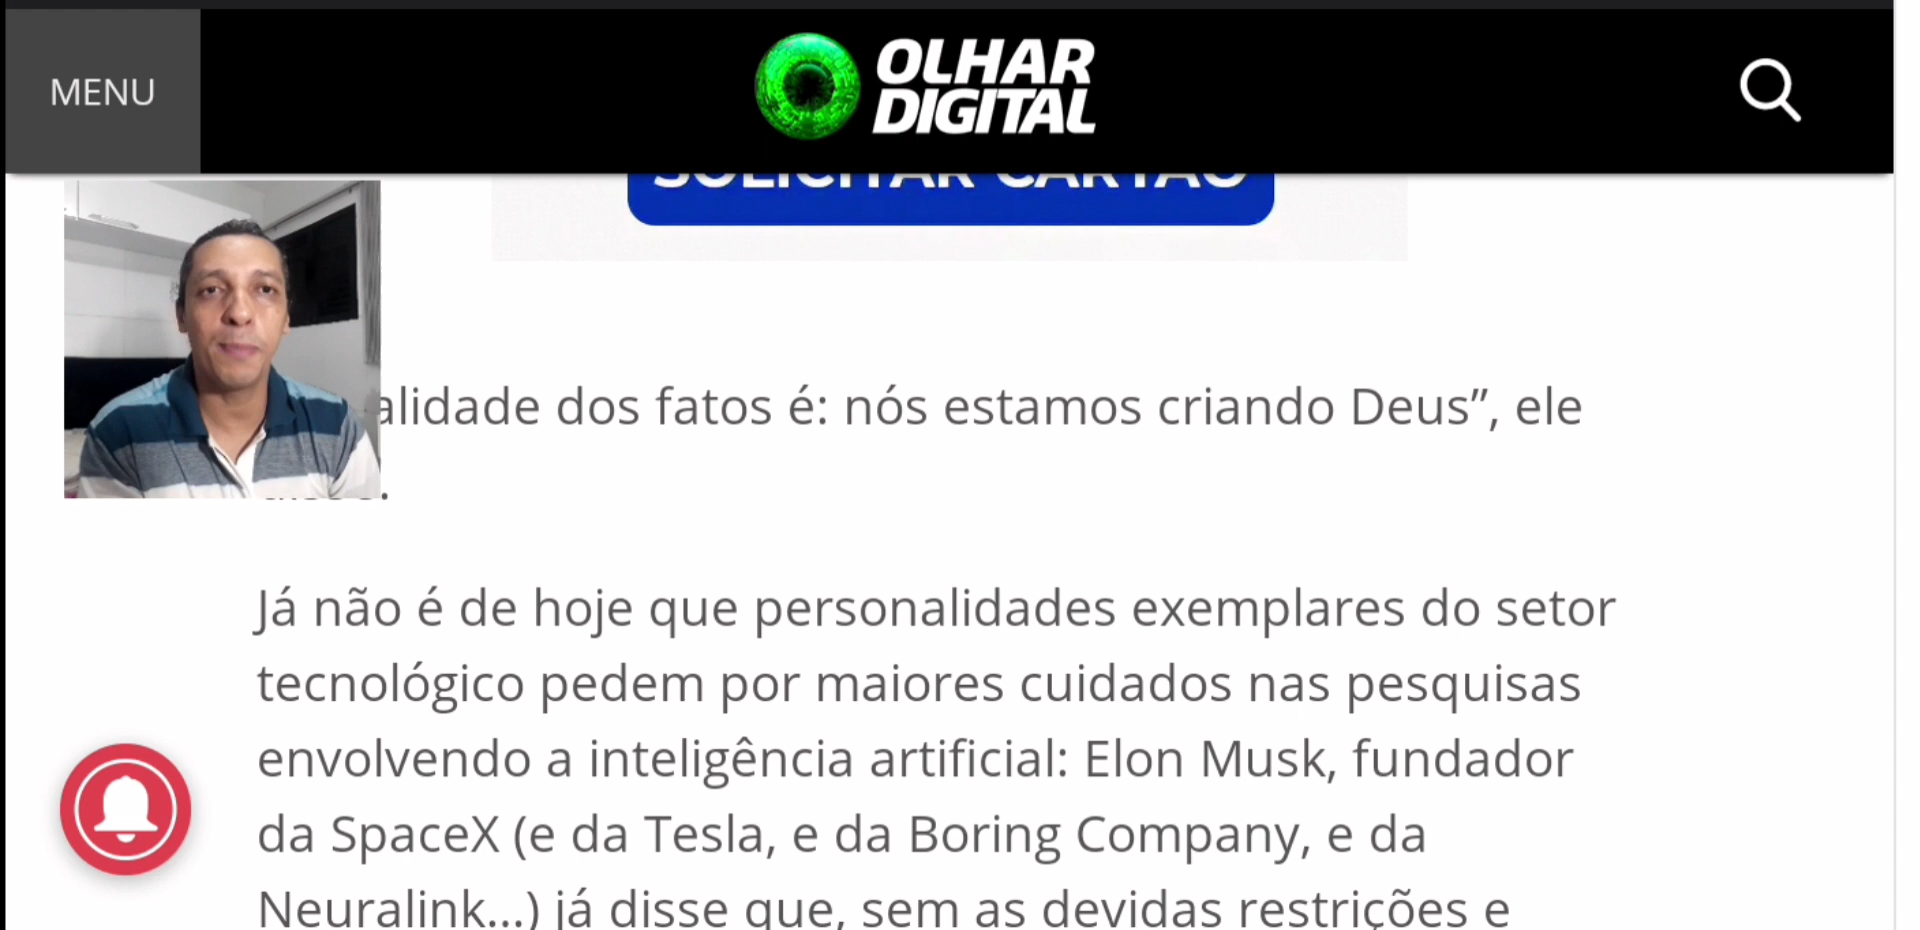 MENU
OLHAR
DIGITAL
SOLICITAR CARTÃO
alidade dos fatos é: nós estamos criando Deus”, ele
Já não é de hoje que personalidades exemplares do setor
tecnológico pedem por maiores cuidados nas pesquisas
envolvendo a inteligência artificial: Elon Musk, fundador
da SpaceX (e da Tesla, e da Boring Company, e da
Neuralink...) já disse que, sem as devidas restrições e